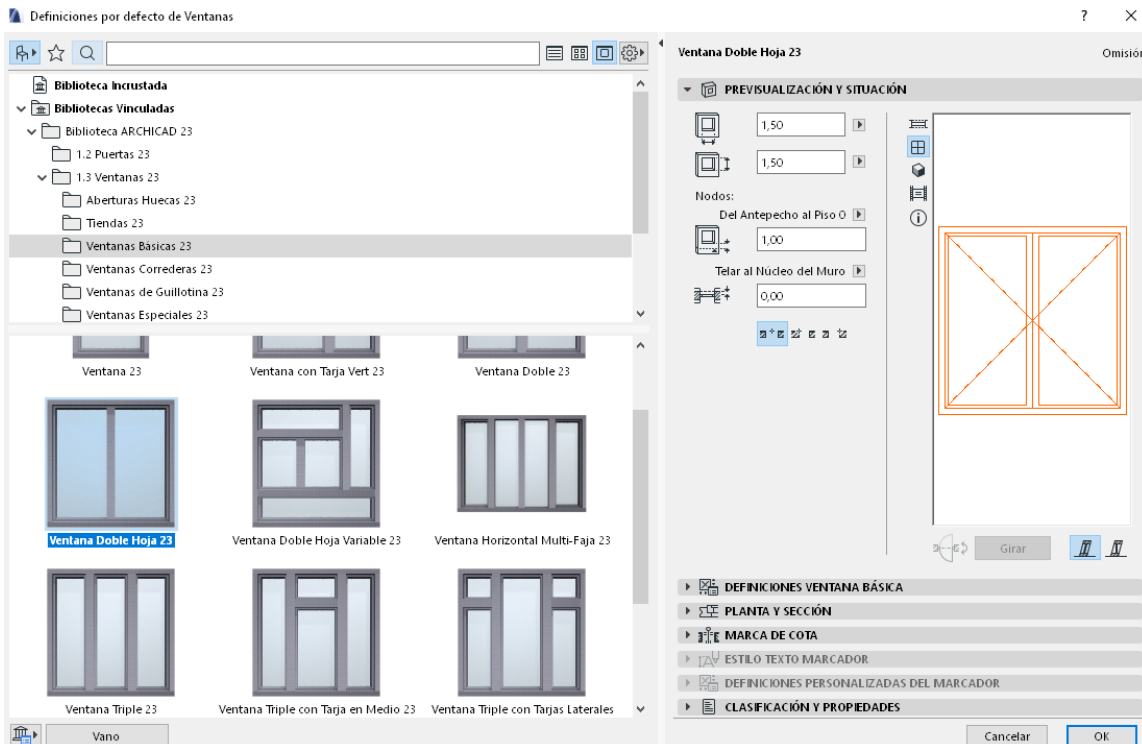 Definiciones por defecto de Ventanas
? ×
Biblioteca Incrustada
Bibliotecas Vinculadas
Biblioteca ARCHICAD 23
1.2 Puertas 23
1.3 Ventanas 23
Aberturas Huecas 23
Tiendas 23
Ventanas Básicas 23
Ventanas Correderas 23
Ventanas de Guillotina 23
Ventanas Especiales 23
Ventana 23
Ventana con Tarja Vert 23
Ventana Doble 23
Ventana Doble Hoja 23
Ventana Doble Hoja Variable 23
Ventana Horizontal Multi-Faja 23
Ventana Triple 23
Ventana Triple con Tarja en Medio 23
Ventana Triple con Tarjas Laterales
Vano
Ventana Doble Hoja 23
Omisión
PREVISUALIZACIÓN Y SITUACIÓN
1,50
1,50
Nodos:
Del Antepecho al Piso 0
1,00
Telar al Núcleo del Muro
0,00
Girar
DEFINICIONES VENTANA BÁSICA
PLANTA Y SECCIÓN
MARCA DE COTA
ESTILO TEXTO MARCADOR
DEFINICIONES PERSONALIZADAS DEL MARCADOR
CLASIFICACIÓN Y PROPIEDADES
Cancelar
OK